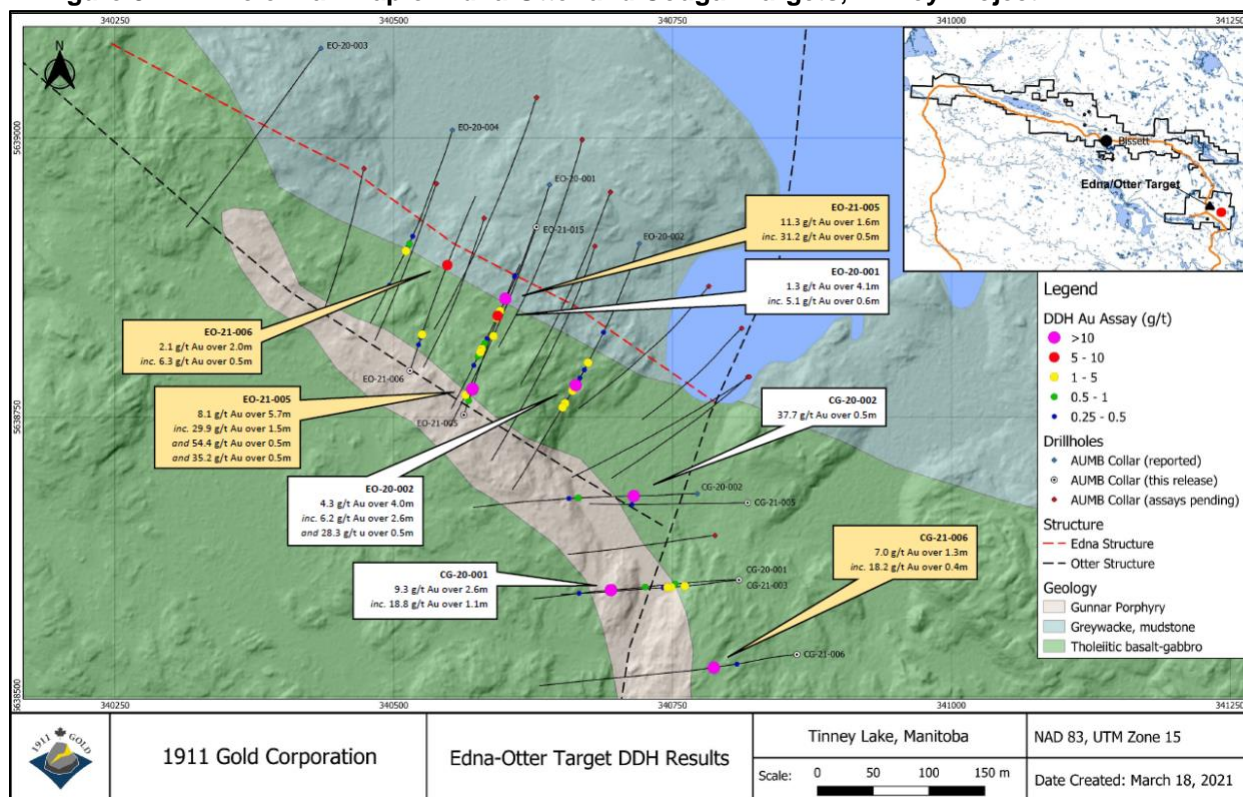 N
EO-20-003
EO-20-004
EO-20-001
EO-21-015
EO-20-002
EO-21-006
EO-21-005
CG-20-002
CG-21-005
CG-20-001
CG-21-003
CG-21-006
EO-21-005
11.3 g/t Au over 1.6m
inc. 31.2 g/t Au over 0.5m
EO-20-001
1.3 g/t Au over 4.1m
inc. 5.1 g/t Au over 0.6m
EO-21-006
2.1 g/t Au over 2.0m
inc. 6.3 g/t Au over 0.5m
EO-21-005
8.1 g/t Au over 5.7m
inc. 29.9 g/t Au over 1.5m
and 54.4 g/t Au over 0.5m
and 35.2 g/t Au over 0.5m
EO-20-002
4.3 g/t Au over 4.0m
inc. 6.2 g/t Au over 2.6m
and 28.3 g/t u over 0.5m
CG-20-002
37.7 g/t Au over 0.5m
CG-20-001
9.3 g/t Au over 2.6m
inc. 18.8 g/t Au over 1.1m
CG-21-006
7.0 g/t Au over 1.3m
inc. 18.2 g/t Au over 0.4m
Bissett
Edna/Otter Target
Legend
DDH Au Assay (g/t)
>10
5 - 10
1 - 5
0.5 - 1
0.25 - 0.5
Drillholes
AUMB Collar (reported)
AUMB Collar (this release)
AUMB Collar (assays pending)
Structure
Edna Structure
Otter Structure
Geology
Gunnar Porphyry
Greywacke, mudstone
Tholeiitic basalt-gabbro
340250 340500 340750 341000 341250
5639000
5638750
5638500
340250 340500 340750 341000 341250
1911 GOLD
1911 Gold Corporation
Edna-Otter Target DDH Results
Tinney Lake, Manitoba
Scale: 0 50 100 150 m
NAD 83, UTM Zone 15
Date Created: March 18, 2021